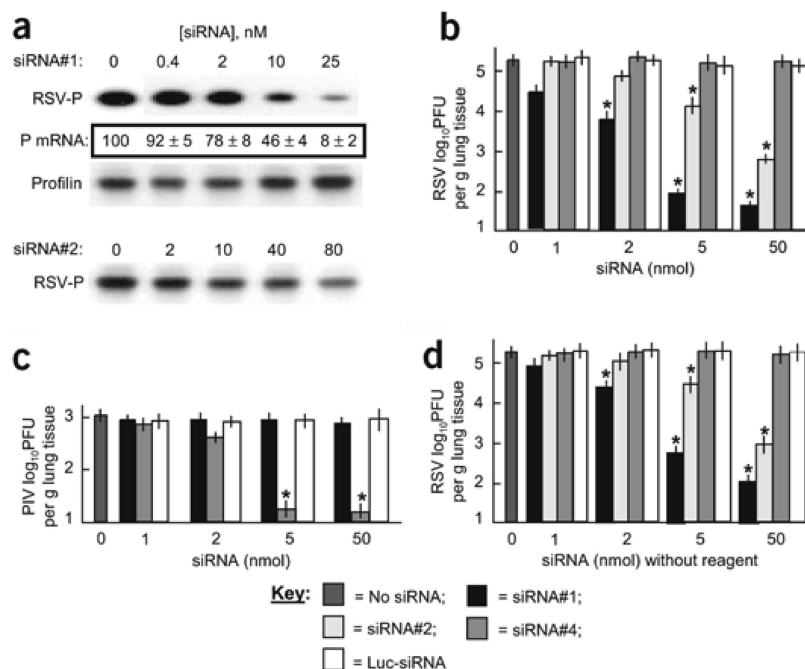 a
[siRNA], nM
siRNA#1: 0 0.4 2 10 25
RSV-P
P mRNA: 100 92 ± 5 78 ± 8 46 ± 4 8 ± 2
Profilin
siRNA#2: 0 2 10 40 80
RSV-P
b
RSV log10PFU
per g lung tissue
5
4
3
2
1
* * * * *
0 1 2 5 50
siRNA (nmol)
c
PIV log10PFU
per g lung tissue
3
2
1
* *
0 1 2 5 50
siRNA (nmol)
d
RSV log10PFU
per g lung tissue
5
4
3
2
1
* * * * *
0 1 2 5 50
siRNA (nmol) without reagent
Key: = No siRNA; = siRNA#1;
= siRNA#2; = siRNA#4;
= Luc-siRNA